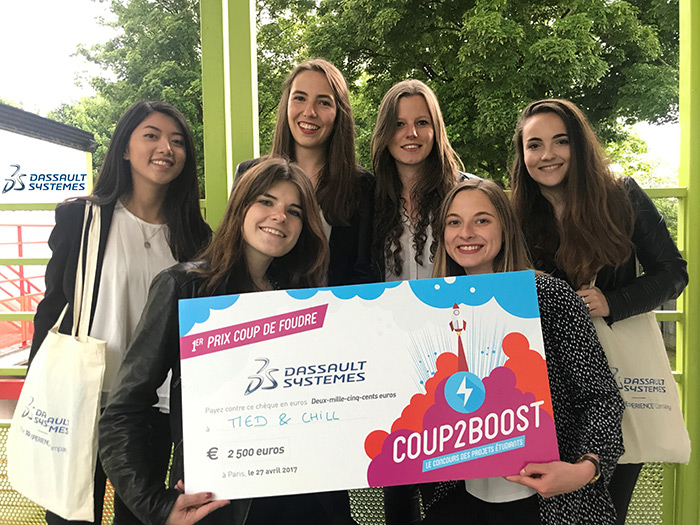 DASSAULT
SYSTEMES
1ER PRIX COUP DE FOUDRE
DASSAULT
SYSTEMES
Payez contre ce chèque en euros Deux-mille-cinq-cents euros
à TIED & CHILL
€ 2 500 euros
à Paris, le 27 avril 2017
COUP2BOOST
LE CONCOURS DES PROJETS ÉTUDIANTS
DASSAULT
SYSTEMES
DASSAULT
SYSTEMES